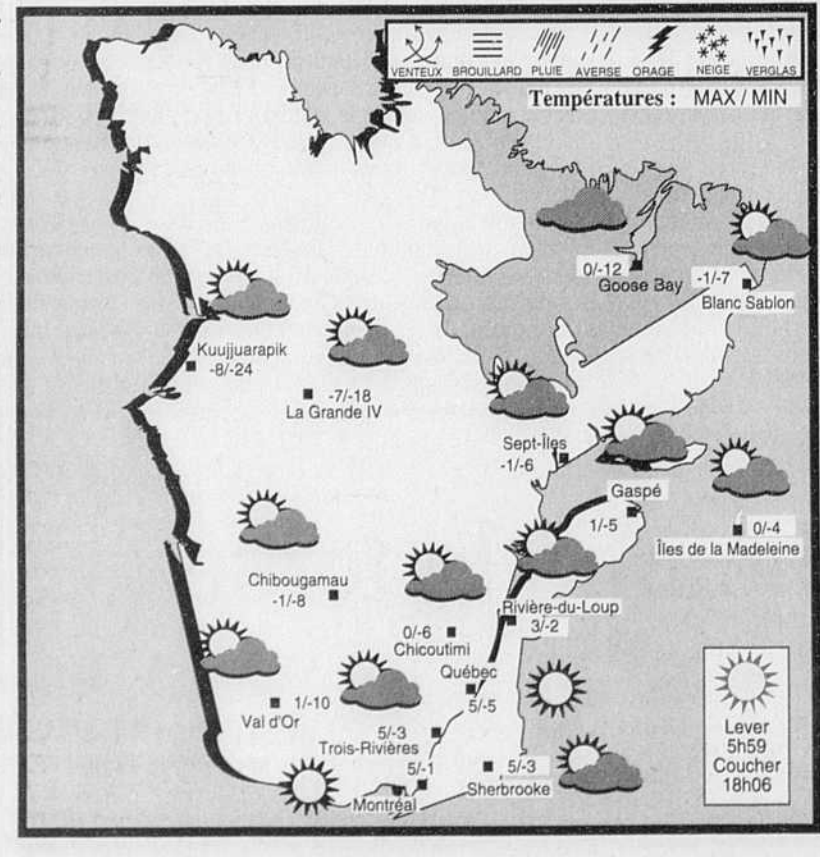 VENTEUX BROUILLARD PLUIE AVERSE ORAGE NEIGE VERGLAS
Températures : MAX / MIN
0/-12
Goose Bay
-1/-7
Blanc Sablon
Kuujjuarapik
-8/-24
-7/-18
La Grande IV
Sept-Îles
-1/-6
Gaspé
1/-5
0/-4
Îles de la Madeleine
Chibougamau
-1/-8
Rivière-du-Loup
3/-2
0/-6
Chicoutimi
Québec
5/-5
1/-10
Val d'Or
5/-3
Trois-Rivières
5/-1
Montréal
5/-3
Sherbrooke
Lever
5h59
Coucher
18h06